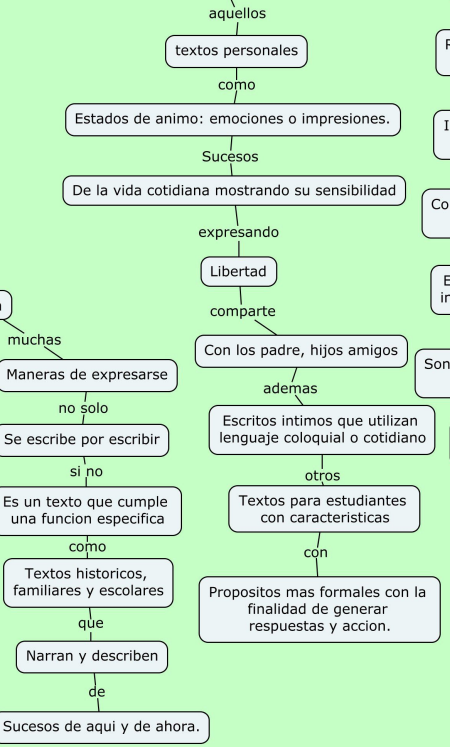 aquellos
textos personales
como
Estados de animo: emociones o impresiones.
Sucesos
De la vida cotidiana mostrando su sensibilidad
expresando
Libertad
comparte
Con los padre, hijos amigos
ademas
Escritos intimos que utilizan
lenguaje coloquial o cotidiano
otros
Textos para estudiantes
con caracteristicas
con
Propositos mas formales con la
finalidad de generar
respuestas y accion.
muchas
Maneras de expresarse
no solo
Se escribe por escribir
si no
Es un texto que cumple
una funcion especifica
como
Textos historicos,
familiares y escolares
que
Narran y describen
de
Sucesos de aqui y de ahora.
Co
Son